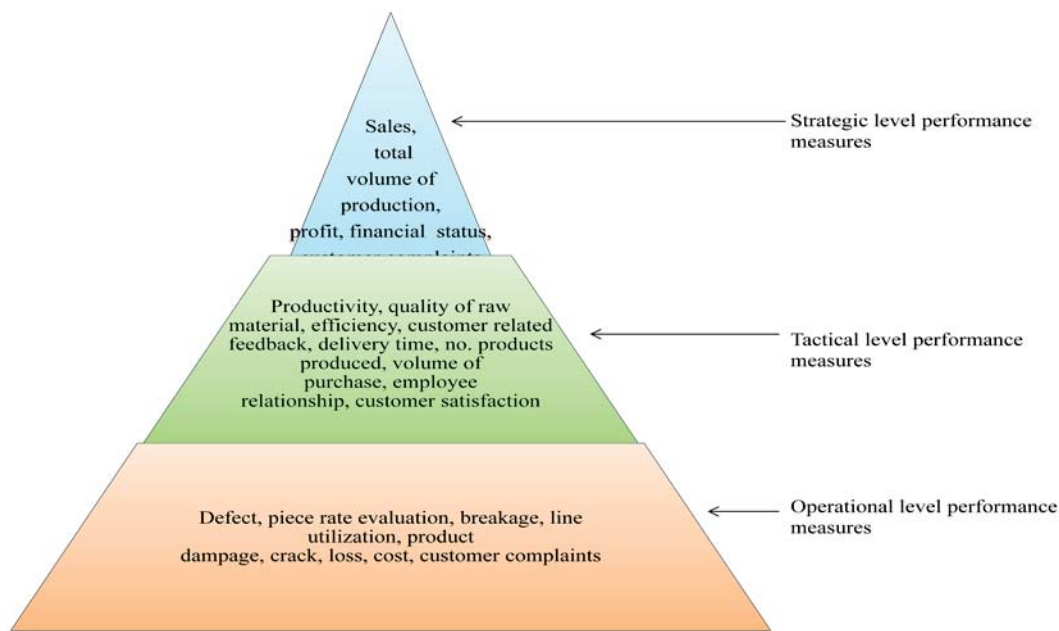 Sales,
total
volume of
production,
profit, financial status,
Strategic level performance
measures
Productivity, quality of raw
material, efficiency, customer related
feedback, delivery time, no. products
produced, volume of
purchase, employee
relationship, customer satisfaction
Tactical level performance
measures
Defect, piece rate evaluation, breakage, line
utilization, product
dampage, crack, loss, cost, customer complaints
Operational level performance
measures